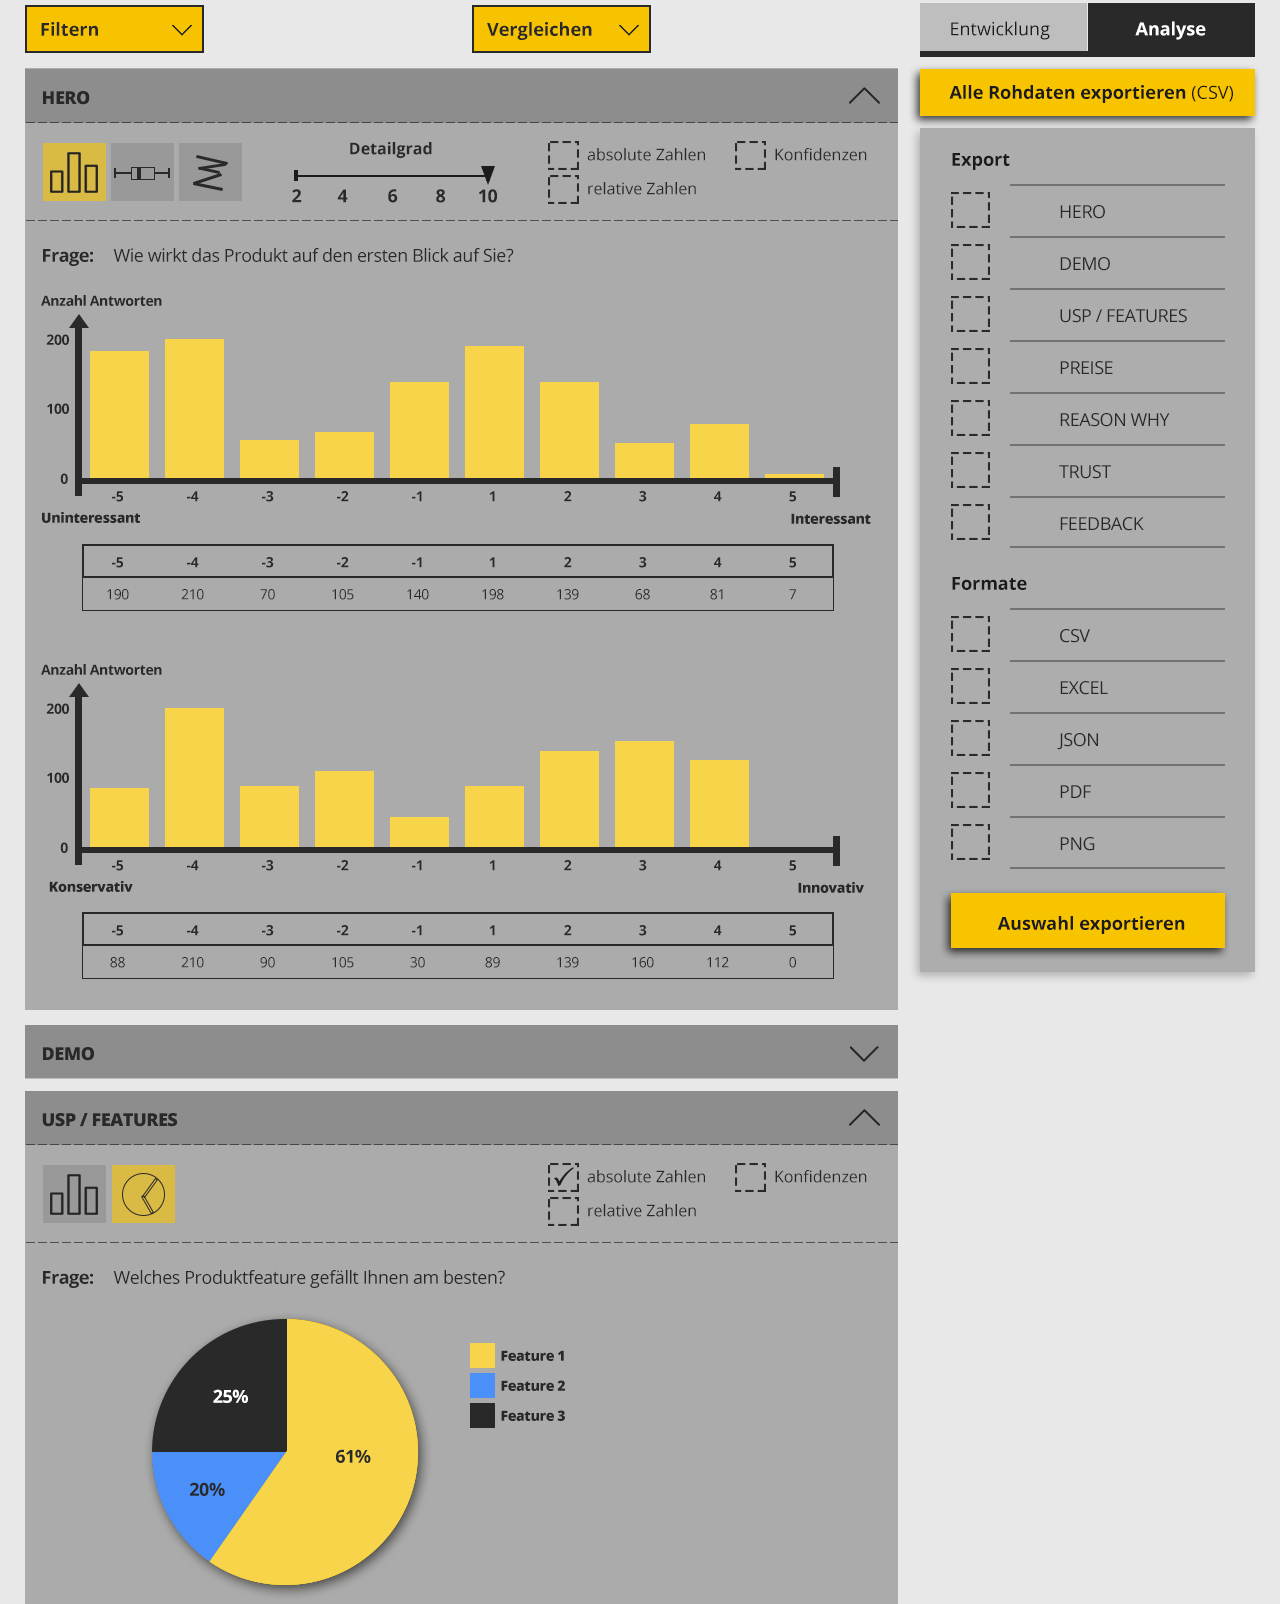 Filtern
Vergleichen
Entwicklung
Analyse
Alle Rohdaten exportieren (CSV)
HERO
Detailgrad
2 4 6 8 10
absolute Zahlen
Konfidenzen
relative Zahlen
Frage: Wie wirkt das Produkt auf den ersten Blick auf Sie?
Anzahl Antworten
200
100
0
-5 -4 -3 -2 -1 1 2 3 4 5
Uninteressant
Interessant
-5 -4 -3 -2 -1 1 2 3 4 5
190 210 70 105 140 198 139 68 81 7
Anzahl Antworten
200
100
0
-5 -4 -3 -2 -1 1 2 3 4 5
Konservativ
Innovativ
-5 -4 -3 -2 -1 1 2 3 4 5
88 210 90 105 30 89 139 160 112 0
DEMO
USP / FEATURES
absolute Zahlen
Konfidenzen
relative Zahlen
Frage: Welches Produktfeature gefällt Ihnen am besten?
25%
61%
20%
Feature 1
Feature 2
Feature 3
Export
HERO
DEMO
USP / FEATURES
PREISE
REASON WHY
TRUST
FEEDBACK
Formate
CSV
EXCEL
JSON
PDF
PNG
Auswahl exportieren